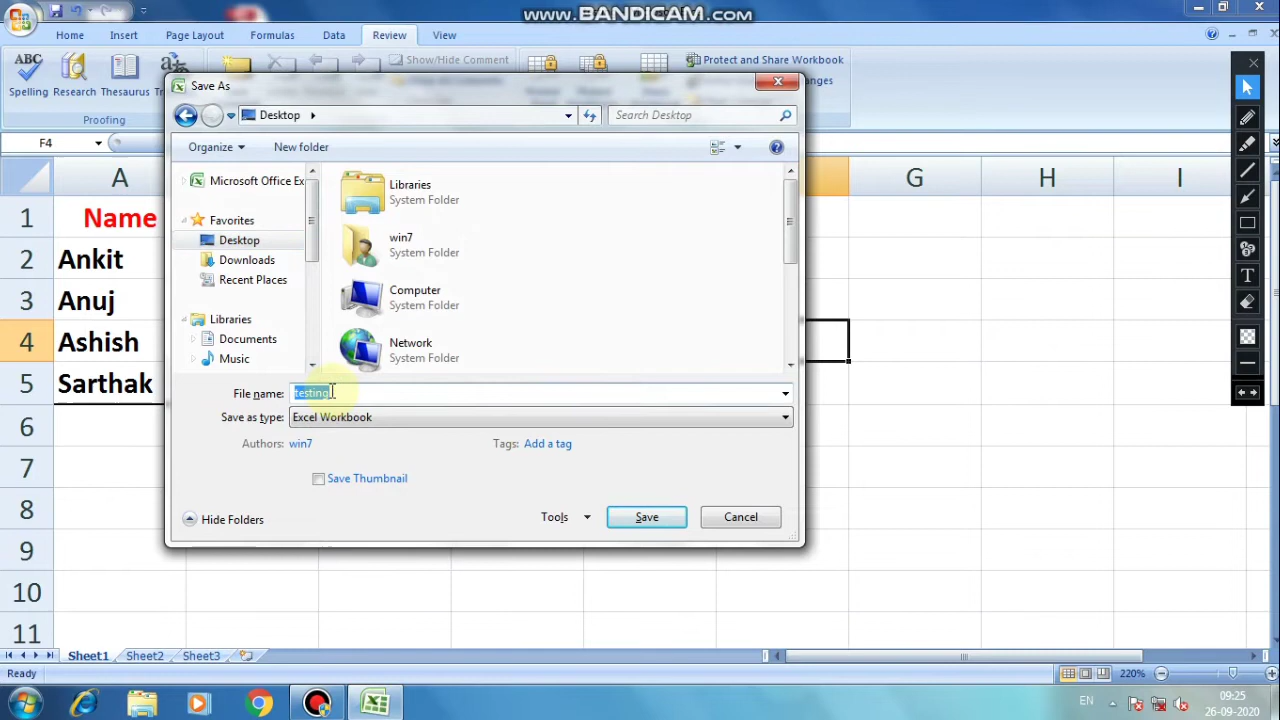 www.BANDICAM.com
Home Insert Page Layout Formulas Data Review View
ABC
Spelling Research Thesaurus
Show/Hide Comment
Protect and Share Workbook
Proofing
Save As
Desktop
Search Desktop
Organize New folder
F4
Microsoft Office Ex
Favorites
Desktop
Downloads
Recent Places
Libraries
Documents
Music
Libraries
System Folder
win7
System Folder
Computer
System Folder
Network
System Folder
File name: testing
Save as type: Excel Workbook
Authors: win7 Tags: Add a tag
Save Thumbnail
Hide Folders Tools Save Cancel
A G H I
1 Name
2 Ankit
3 Anuj
4 Ashish
5 Sarthak
6
7
8
9
10
11
T
Sheet1 Sheet2 Sheet3
Ready 220%
EN 09:25
26-09-2020